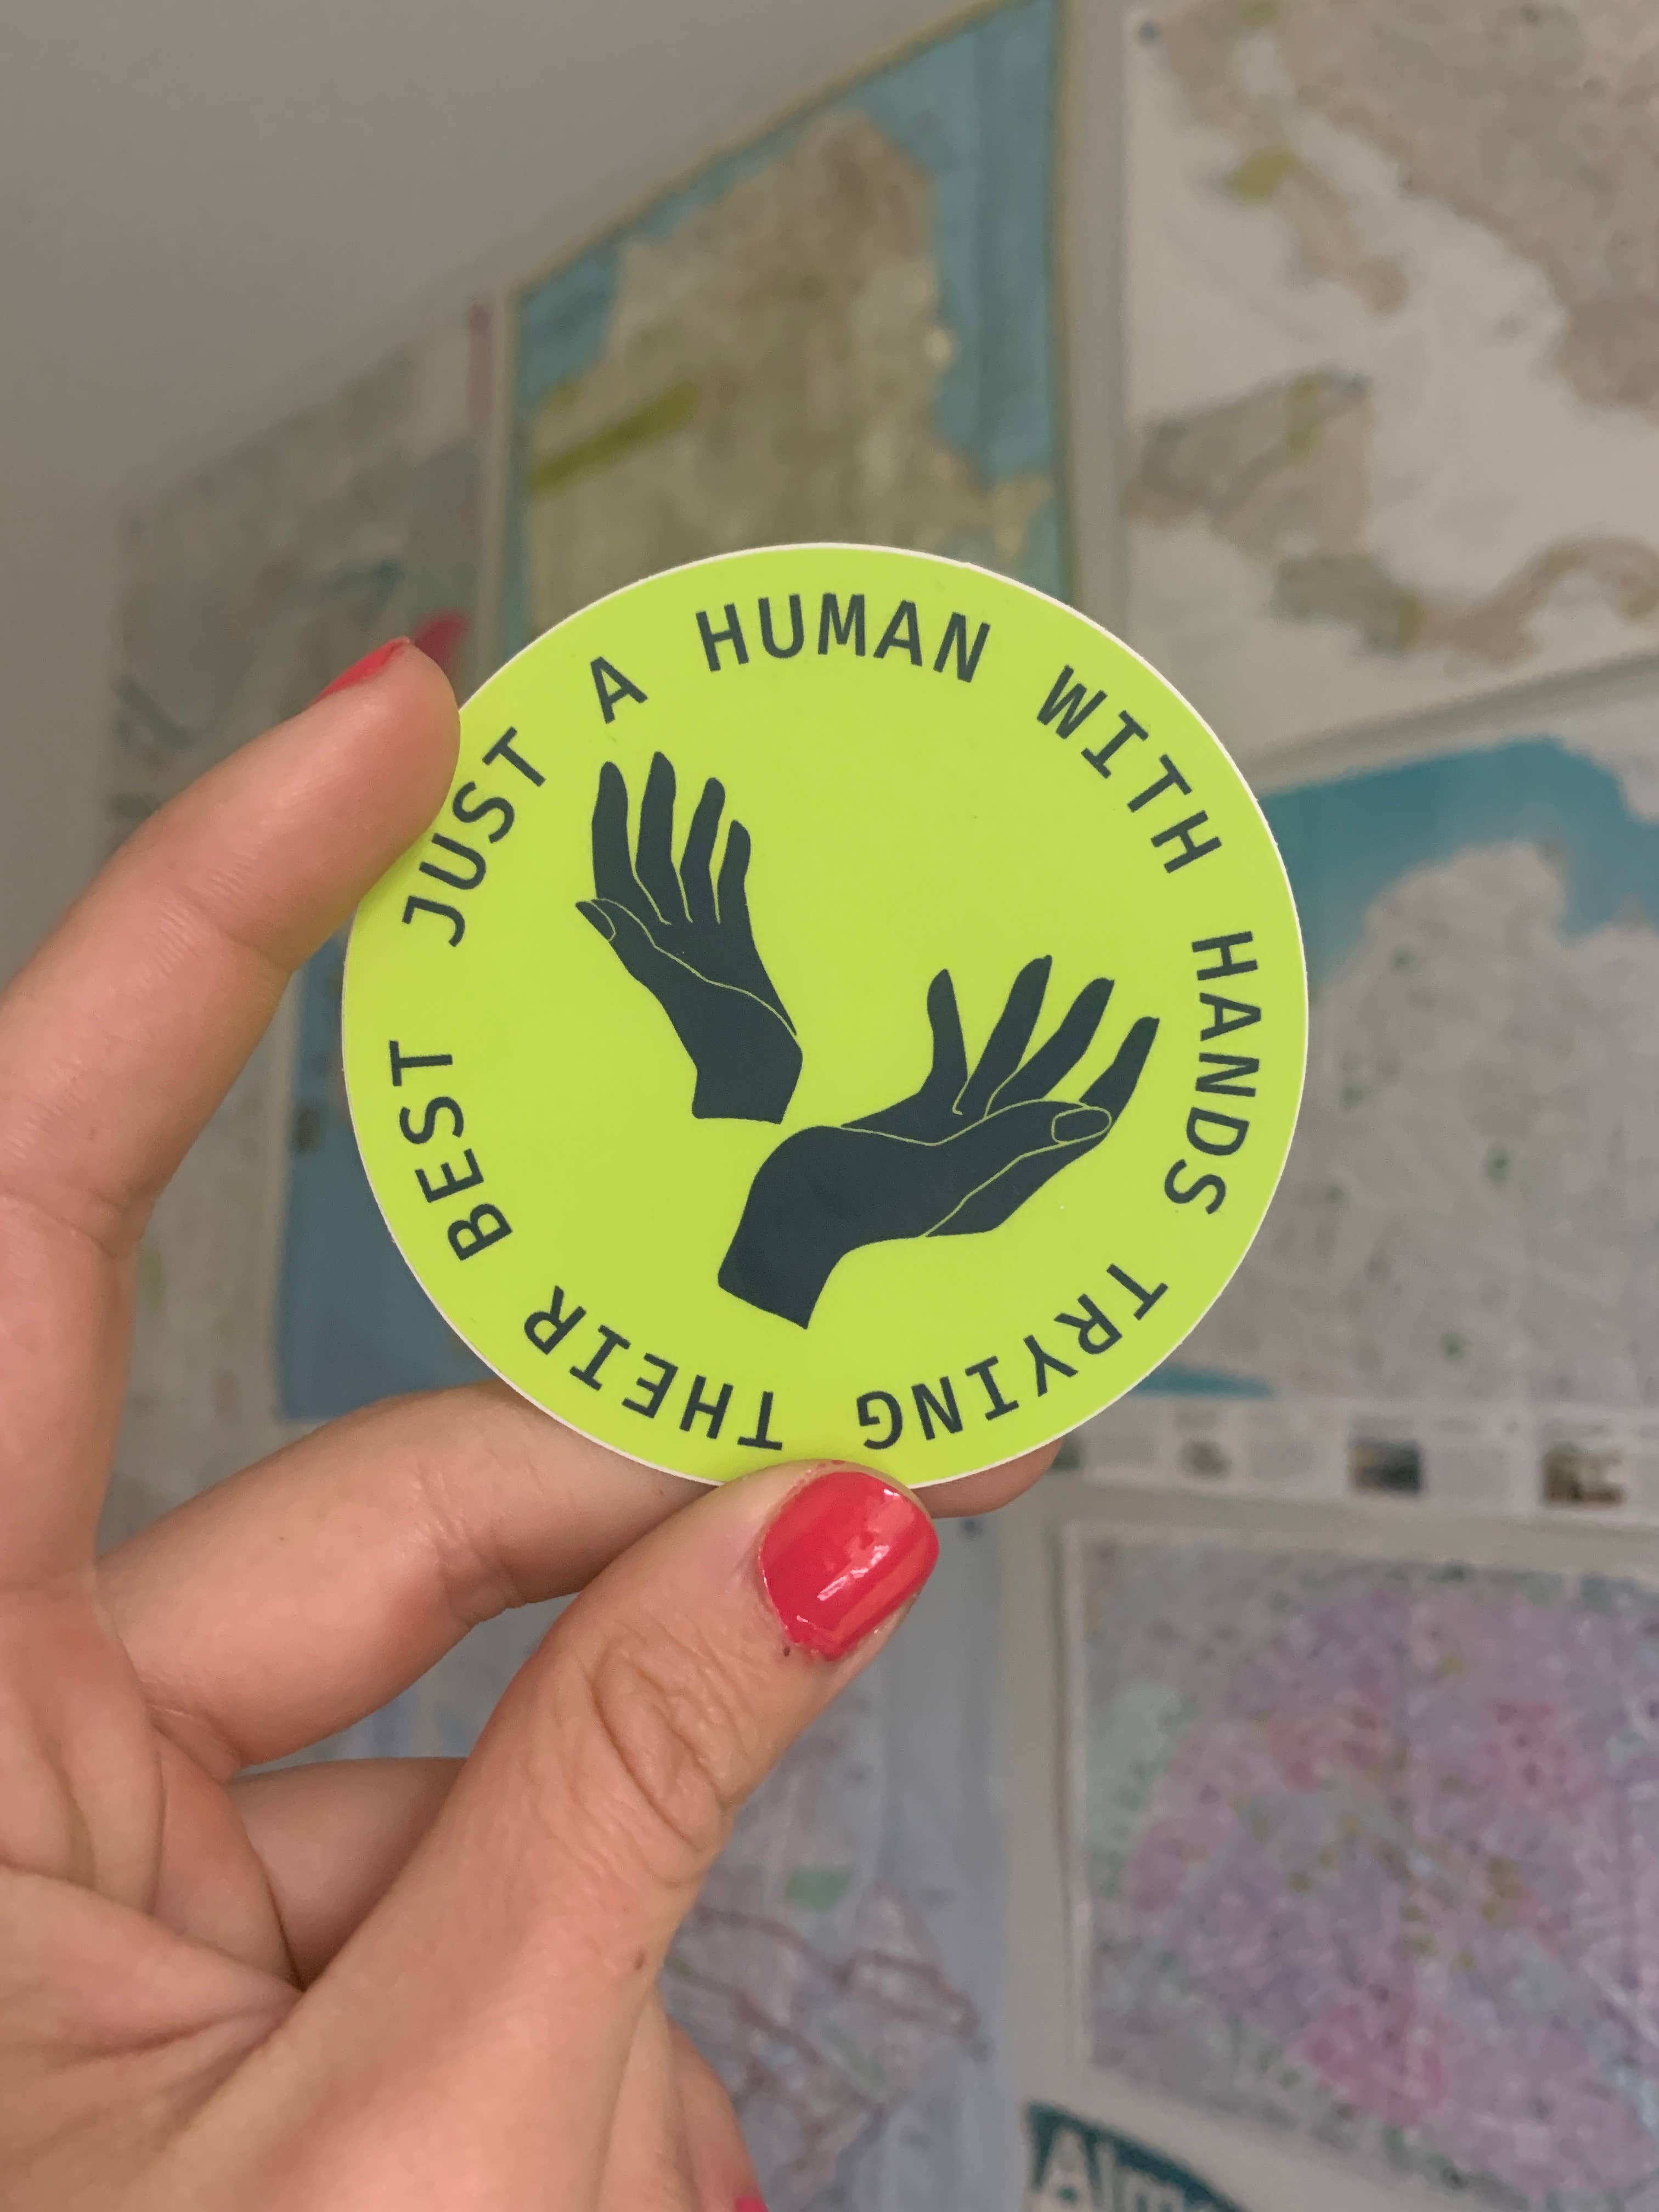 JUST A HUMAN WITH HANDS TRYING THEIR BEST